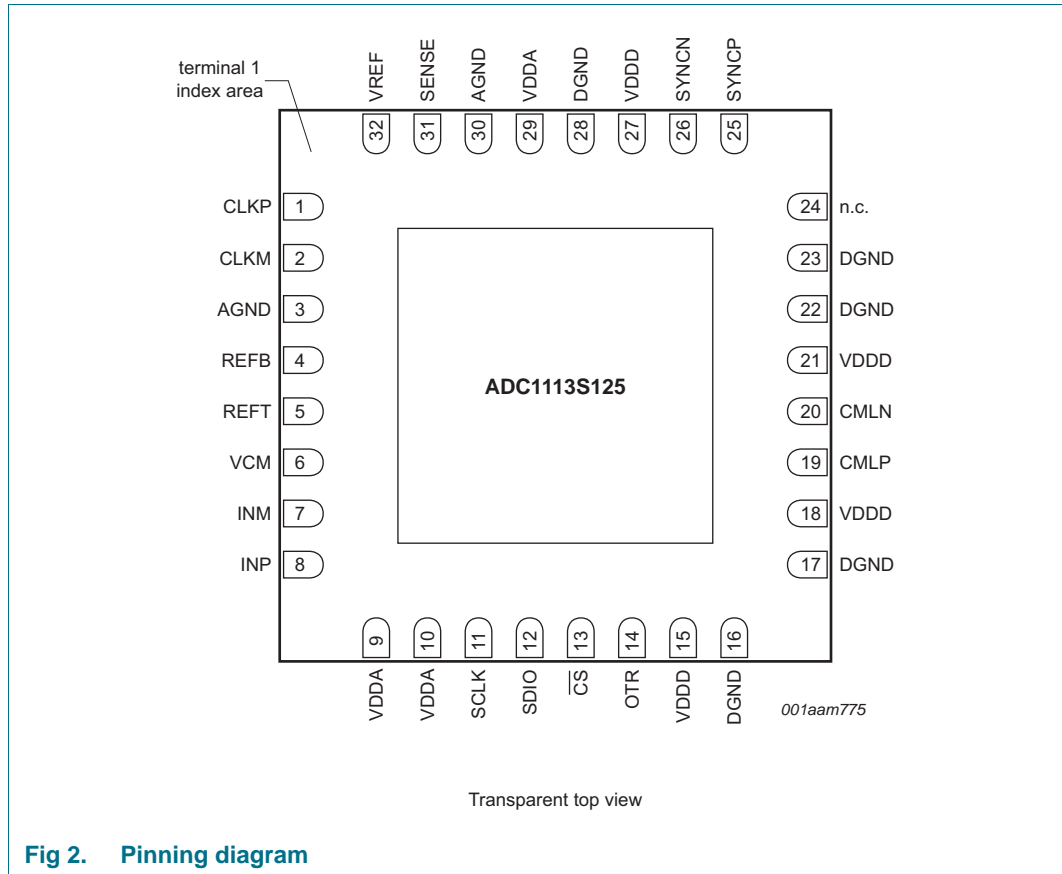 terminal 1
index area
VREF
SENSE
AGND
VDDA
DGND
VDDD
SYNCN
SYNCP
32
31
30
29
28
27
26
25
CLKP 1
CLKM 2
AGND 3
REFB 4
REFT 5
VCM 6
INM 7
INP 8
ADC1113S125
24 n.c.
23 DGND
22 DGND
21 VDDD
20 CMLN
19 CMLP
18 VDDD
17 DGND
9
10
11
12
13
14
15
16
VDDA
VDDA
SCLK
SDIO
C̅S̅
OTR
VDDD
DGND
001aam775
Transparent top view
Fig 2. Pinning diagram